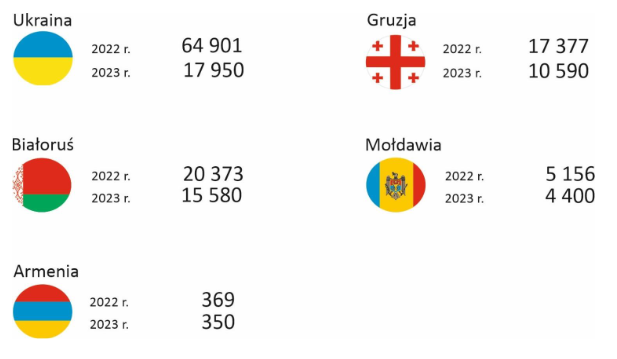 Ukraina
2022 r. 64 901
2023 r. 17 950
Gruzja
2022 r. 17 377
2023 r. 10 590
Białoruś
2022 r. 20 373
2023 r. 15 580
Mołdawia
2022 r. 5 156
2023 r. 4 400
Armenia
2022 r. 369
2023 r. 350